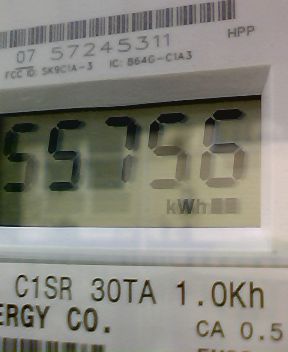 07 57245311
HPP
FCC ID: SK9C1A-3 IC: 864G-C1A3
55756
kWh
C1SR 30TA 1.0Kh
ERGY CO.
CA 0.5